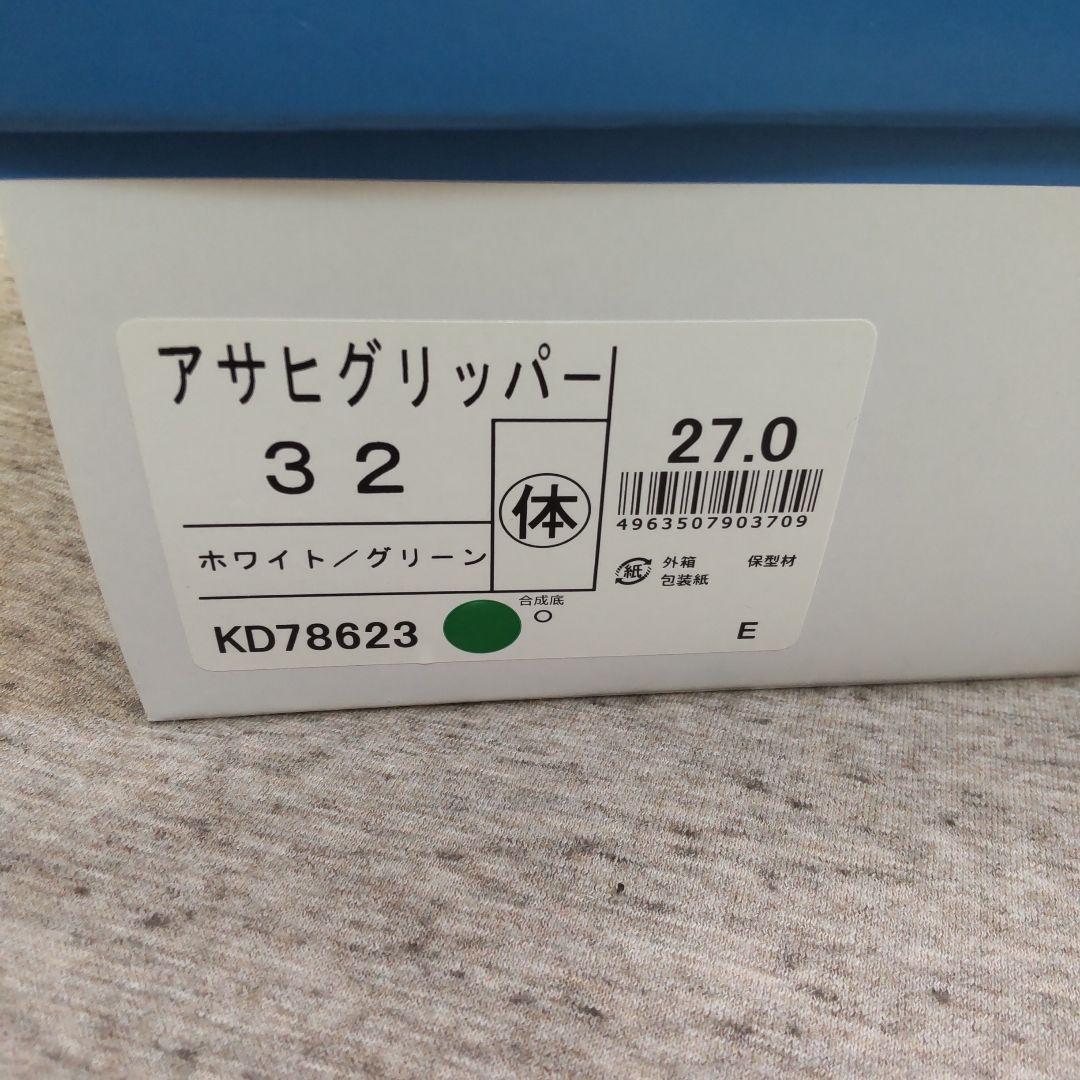 アサヒグリッパー
32
体
ホワイト／グリーン
KD78623
合成底
27.0
4963507903709
紙
外箱
包装紙
保型材
E